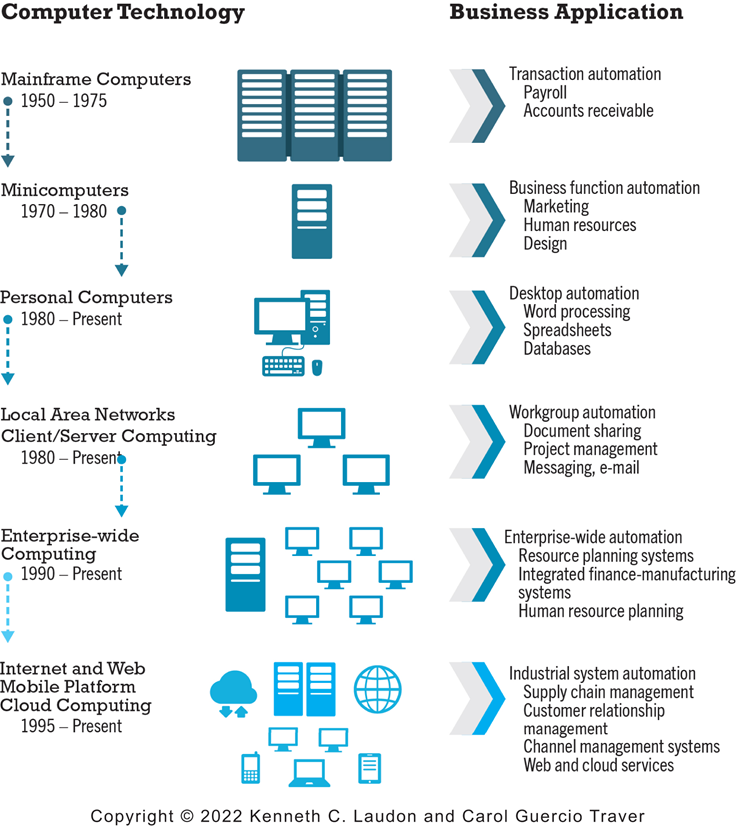 Computer Technology
Business Application
Mainframe Computers
1950 – 1975
Transaction automation
Payroll
Accounts receivable
Minicomputers
1970 – 1980
Business function automation
Marketing
Human resources
Design
Personal Computers
1980 – Present
Desktop automation
Word processing
Spreadsheets
Databases
Local Area Networks
Client/Server Computing
1980 – Present
Workgroup automation
Document sharing
Project management
Messaging, e-mail
Enterprise-wide
Computing
1990 – Present
Enterprise-wide automation
Resource planning systems
Integrated finance-manufacturing
systems
Human resource planning
Internet and Web
Mobile Platform
Cloud Computing
1995 – Present
Industrial system automation
Supply chain management
Customer relationship
management
Channel management systems
Web and cloud services
Copyright © 2022 Kenneth C. Laudon and Carol Guercio Traver